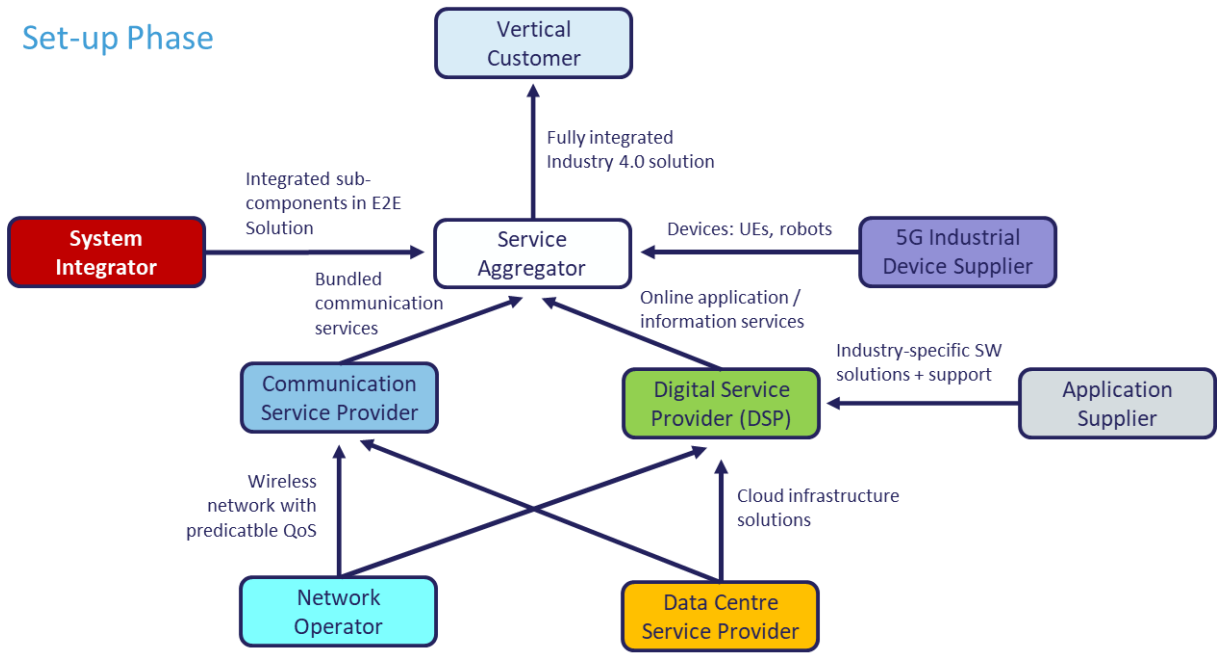 Set-up Phase
Vertical
Customer
Fully integrated
Industry 4.0 solution
Integrated sub-
components in E2E
Solution
System
Integrator
Service
Aggregator
Devices: UEs, robots
5G Industrial
Device Supplier
Bundled
communication
services
Online application /
information services
Communication
Service Provider
Digital Service
Provider (DSP)
Industry-specific SW
solutions + support
Application
Supplier
Wireless
network with
predicatble QoS
Cloud infrastructure
solutions
Network
Operator
Data Centre
Service Provider